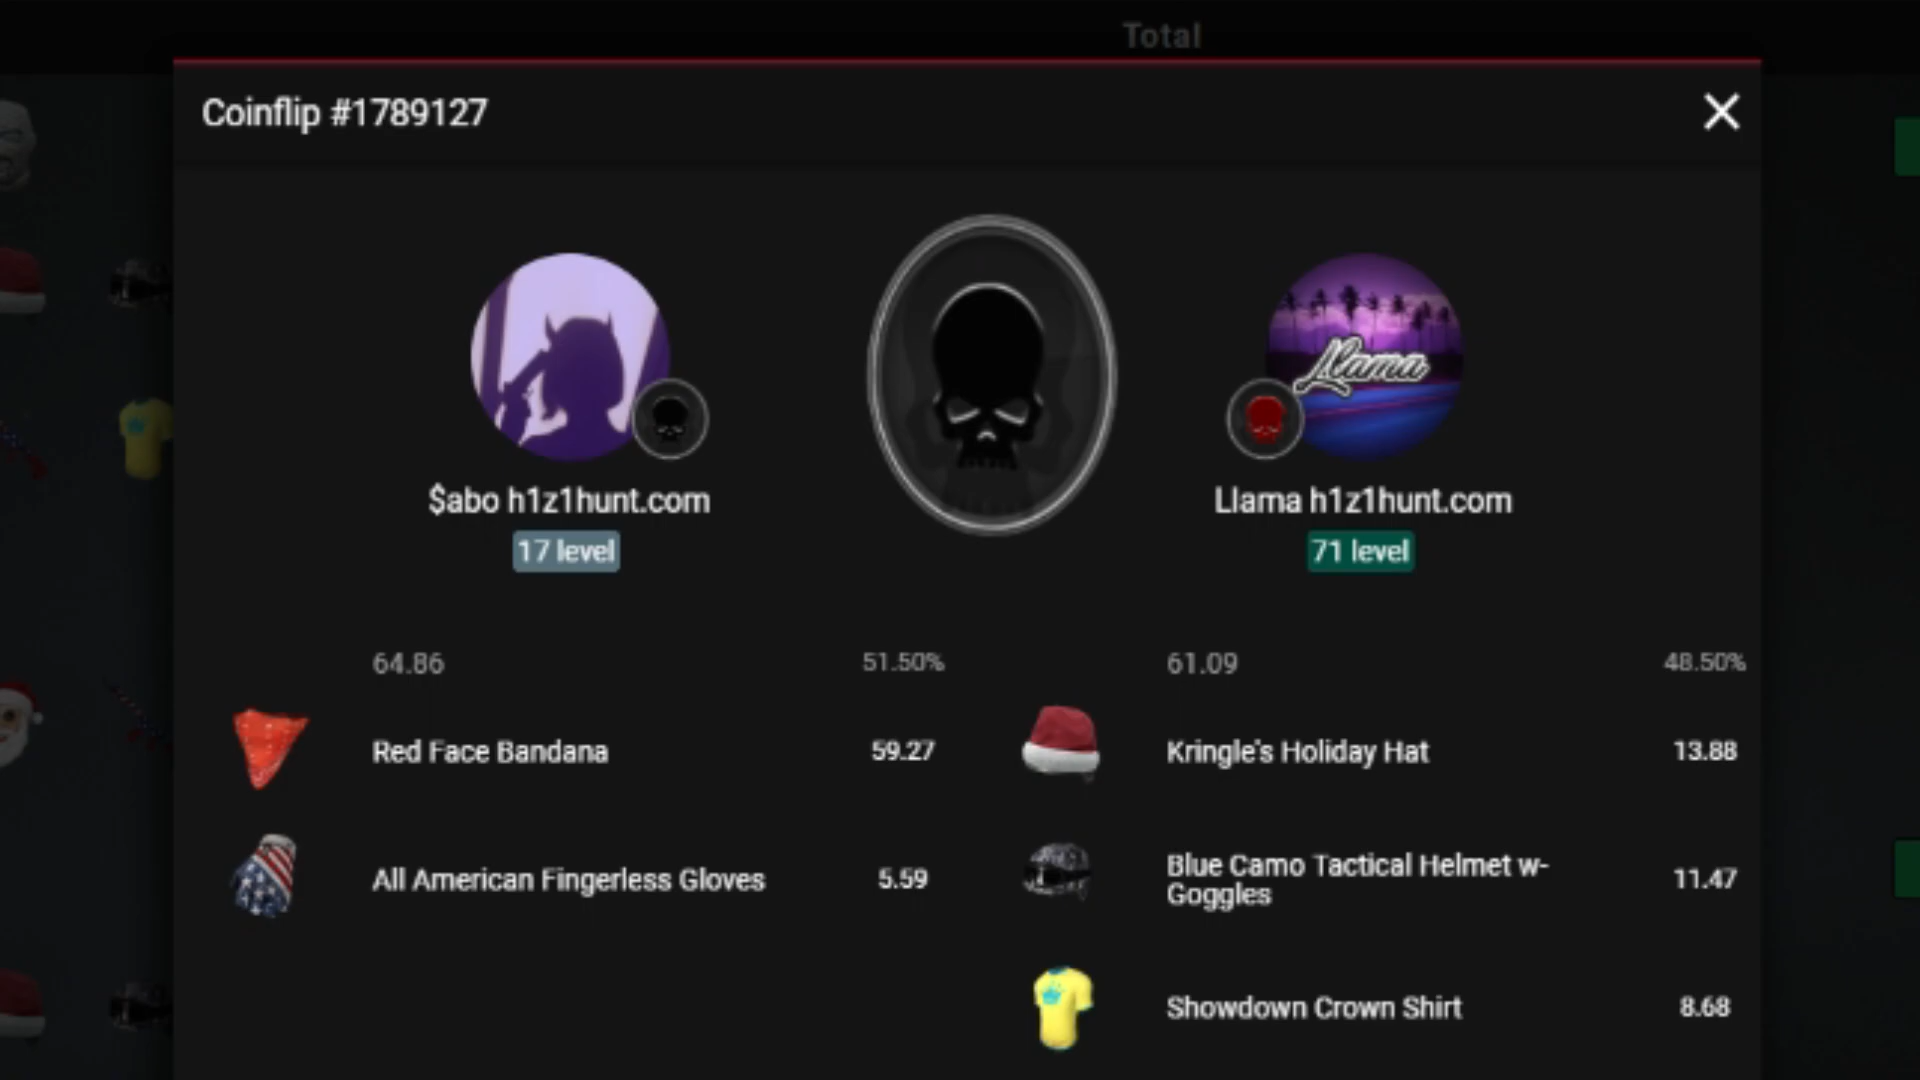 Total
Coinflip #1789127
Llama
$abo h1z1hunt.com
Llama h1z1hunt.com
17 level
71 level
64.86
51.50%
61.09
48.50%
Red Face Bandana
59.27
Kringle's Holiday Hat
13.88
All American Fingerless Gloves
5.59
Blue Camo Tactical Helmet w-
Goggles
11.47
Showdown Crown Shirt
8.68